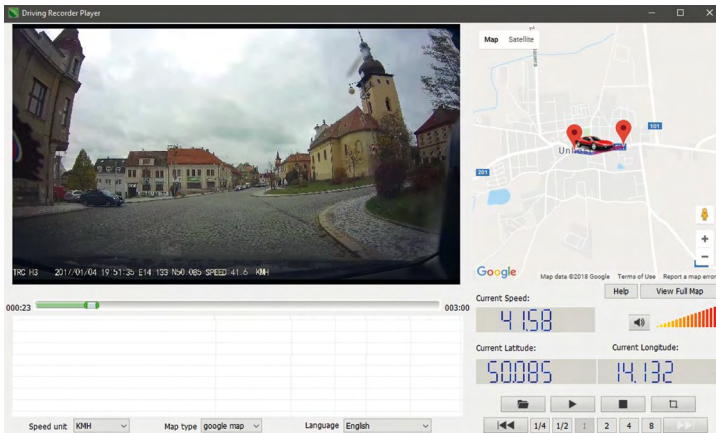 Driving Recorder Player
Map Satellite
101
201
Google
Map data ©2018 Google Terms of Use Report a map error
TRC H3 2017/01/04 19:51:35 E14.133 N50.085 SPEED:41.6 KMH
000:23
003:00
Help
View Full Map
Current Speed:
41.58
Current Latitude:
Current Longitude:
50.085
14.132
1/4
1/2
1
2
4
8
Speed unit KMH
Map type google map
Language English